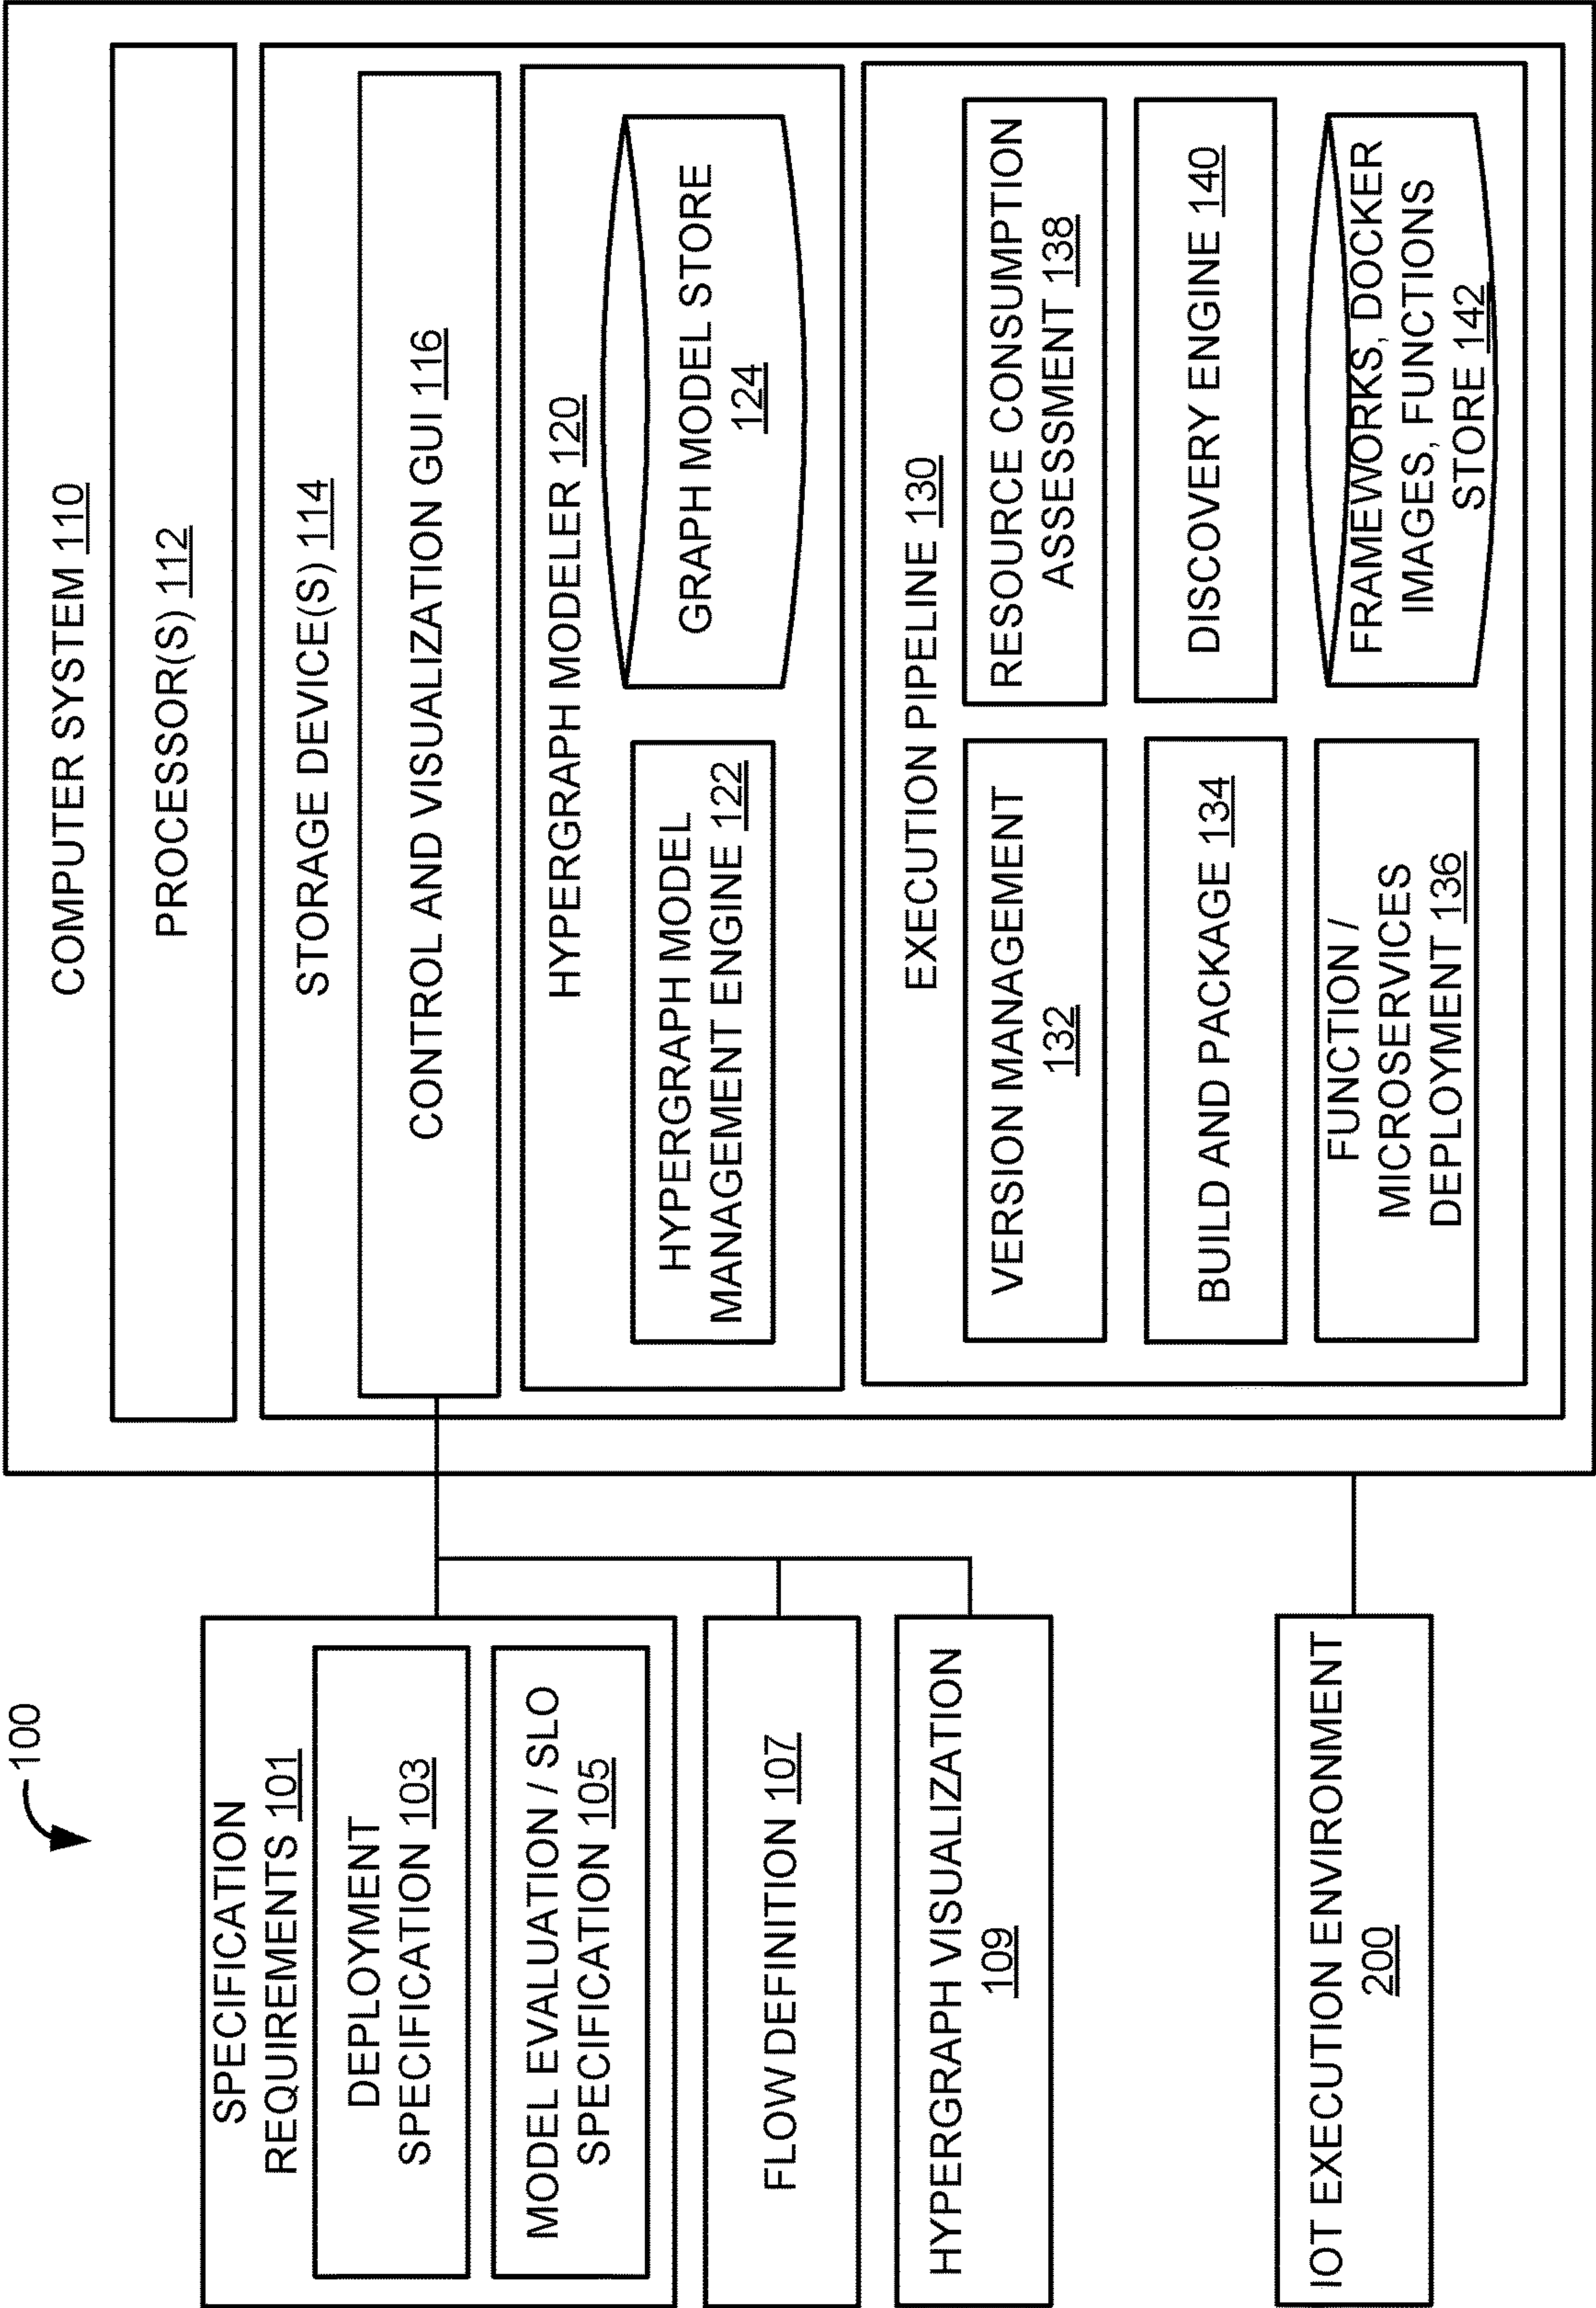 100
SPECIFICATION
REQUIREMENTS 101
DEPLOYMENT
SPECIFICATION 103
MODEL EVALUATION / SLO
SPECIFICATION 105
FLOW DEFINITION 107
HYPERGRAPH VISUALIZATION
109
IOT EXECUTION ENVIRONMENT
200
COMPUTER SYSTEM 110
PROCESSOR(S) 112
STORAGE DEVICE(S) 114
CONTROL AND VISUALIZATION GUI 116
HYPERGRAPH MODELER 120
HYPERGRAPH MODEL
MANAGEMENT ENGINE 122
GRAPH MODEL STORE
124
EXECUTION PIPELINE 130
VERSION MANAGEMENT
132
RESOURCE CONSUMPTION
ASSESSMENT 138
BUILD AND PACKAGE 134
DISCOVERY ENGINE 140
FUNCTION /
MICROSERVICES
DEPLOYMENT 136
FRAMEWORKS, DOCKER
IMAGES, FUNCTIONS
STORE 142